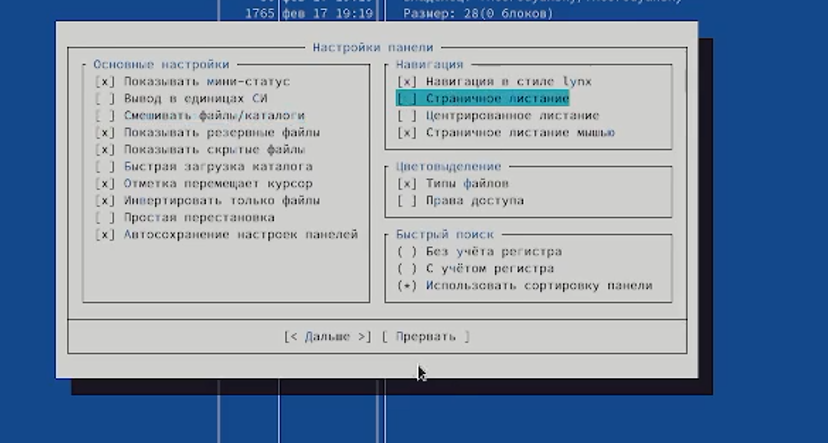 1765 фев 17 19:19 Размер: 28(0 блоков)
Настройки панели
Основные настройки
[x] Показывать мини-статус
[ ] Вывод в единицах СИ
[ ] Смешивать файлы/каталоги
[x] Показывать резервные файлы
[x] Показывать скрытые файлы
[ ] Быстрая загрузка каталога
[x] Отметка перемещает курсор
[x] Инвертировать только файлы
[ ] Простая перестановка
[x] Автосохранение настроек панелей
Навигация
[x] Навигация в стиле lynx
[ ] Страничное листание
[ ] Центрированное листание
[x] Страничное листание мышью
Цветовыделение
[x] Типы файлов
[ ] Права доступа
Быстрый поиск
( ) Без учёта регистра
( ) С учётом регистра
(*) Использовать сортировку панели
[< Дальше >] [ Прервать ]